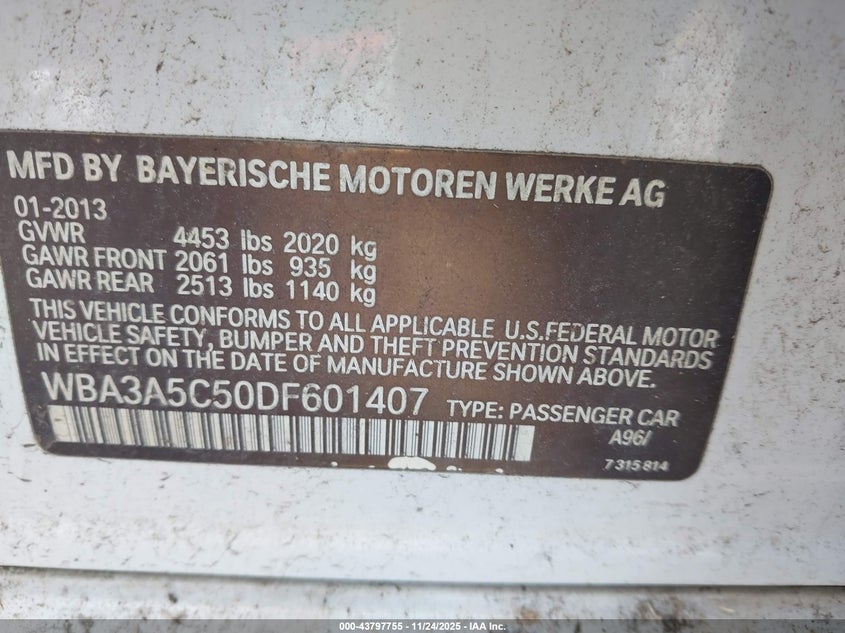 MFD BY BAYERISCHE MOTOREN WERKE AG
01-2013
GVWR 4453 lbs 2020 kg
GAWR FRONT 2061 lbs 935 kg
GAWR REAR 2513 lbs 1140 kg
THIS VEHICLE CONFORMS TO ALL APPLICABLE U.S.FEDERAL MOTOR
VEHICLE SAFETY, BUMPER AND THEFT PREVENTION STANDARDS
IN EFFECT ON THE DATE OF MANUFACTURE SHOWN ABOVE.
WBA3A5C50DF601407 TYPE: PASSENGER CAR
A96/
7315814
000-43797755 - 11/24/2025 - IAA Inc.